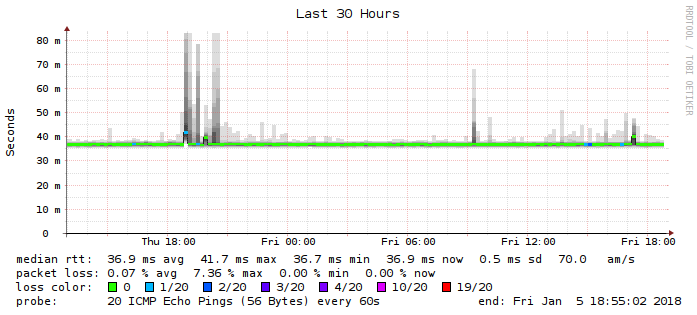 Last 30 Hours
RRDTOOL / TOBI OETIKER
Seconds
80 m
70 m
60 m
50 m
40 m
30 m
20 m
10 m
0
Thu 18:00 Fri 00:00 Fri 06:00 Fri 12:00 Fri 18:00
median rtt: 36.9 ms avg 41.7 ms max 36.7 ms min 36.9 ms now 0.5 ms sd 70.0 am/s
packet loss: 0.07 % avg 7.36 % max 0.00 % min 0.00 % now
loss color: 0 1/20 2/20 3/20 4/20 10/20 19/20
probe: 20 ICMP Echo Pings (56 Bytes) every 60s end: Fri Jan 5 18:55:02 2018